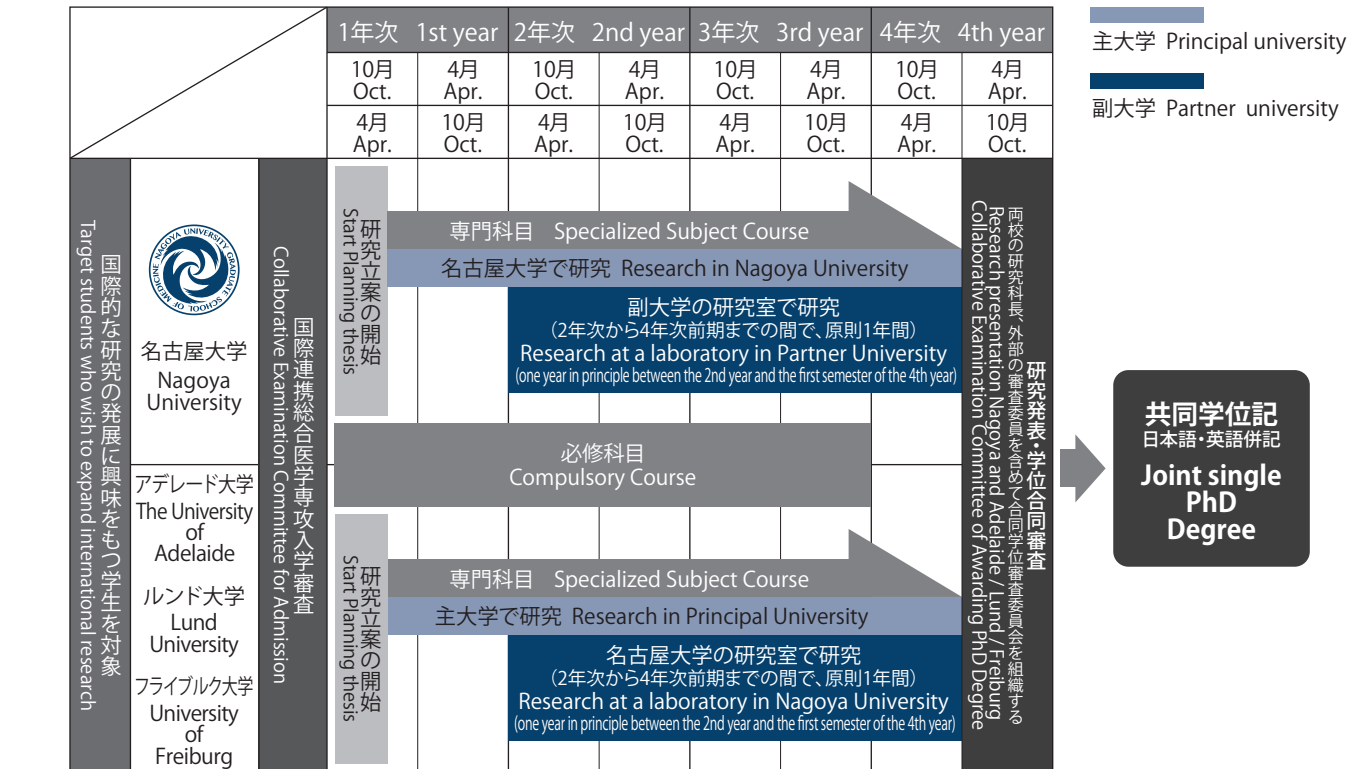 1年次 1st year 2年次 2nd year 3年次 3rd year 4年次 4th year
10月 4月 10月 4月 10月 4月 10月 4月
Oct. Apr. Oct. Apr. Oct. Apr. Oct. Apr.
4月 10月 4月 10月 4月 10月 4月 10月
Apr. Oct. Apr. Oct. Apr. Oct. Apr. Oct.
主大学 Principal university
副大学 Partner university
国際的な研究の発展に興味をもつ学生を対象
Target students who wish to expand international research
NAGOYA UNIVERSITY GRADUATE SCHOOL OF MEDICINE
名古屋大学
Nagoya
University
アデレード大学
The University
of
Adelaide
ルンド大学
Lund
University
フライブルク大学
University
of
Freiburg
国際連携総合医学専攻入学審査
Collaborative Examination Committee for Admission
研究立案の開始
Start Planning thesis
専門科目 Specialized Subject Course
名古屋大学で研究 Research in Nagoya University
副大学の研究室で研究
(2年次から4年次前期までの間で、原則1年間)
Research at a laboratory in Partner University
(one year in principle between the 2nd year and the first semester of the 4th year)
必修科目
Compulsory Course
研究立案の開始
Start Planning thesis
専門科目 Specialized Subject Course
主大学で研究 Research in Principal University
名古屋大学の研究室で研究
(2年次から4年次前期までの間で、原則1年間)
Research at a laboratory in Nagoya University
(one year in principle between the 2nd year and the first semester of the 4th year)
研究発表・学位合同審査
両校の研究科長、外部の審査委員を含めて合同学位審査委員会を組織する
Research presentation Nagoya and Adelaide / Lund / Freiburg
Collaborative Examination Committee of Awarding PhD Degree
共同学位記
日本語・英語併記
Joint single
PhD
Degree